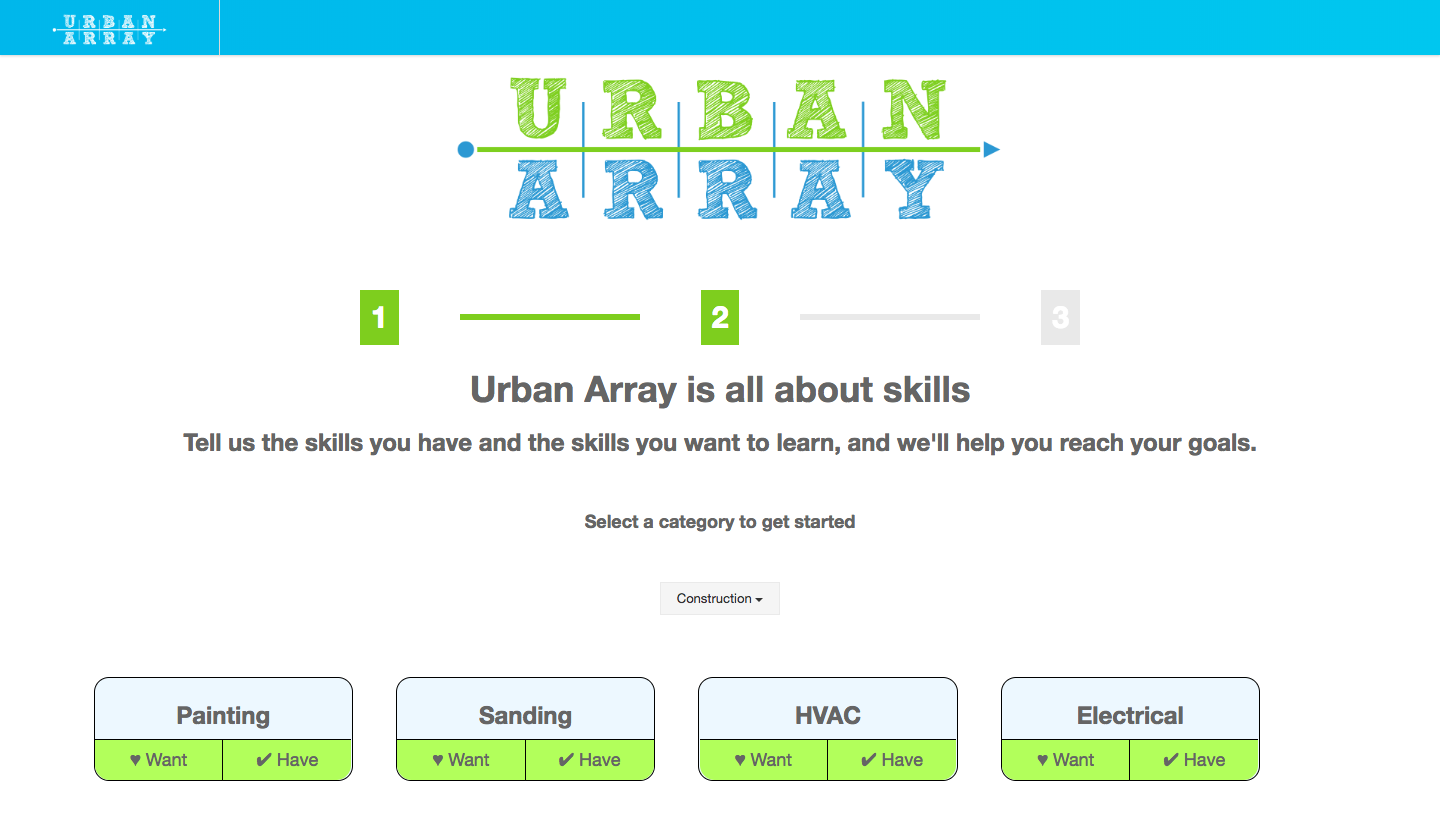 URBAN
ARRAY
URBAN
ARRAY
1 2 3
Urban Array is all about skills
Tell us the skills you have and the skills you want to learn, and we'll help you reach your goals.
Select a category to get started
Construction
Painting Sanding HVAC Electrical
♥ Want ✔ Have ♥ Want ✔ Have ♥ Want ✔ Have ♥ Want ✔ Have